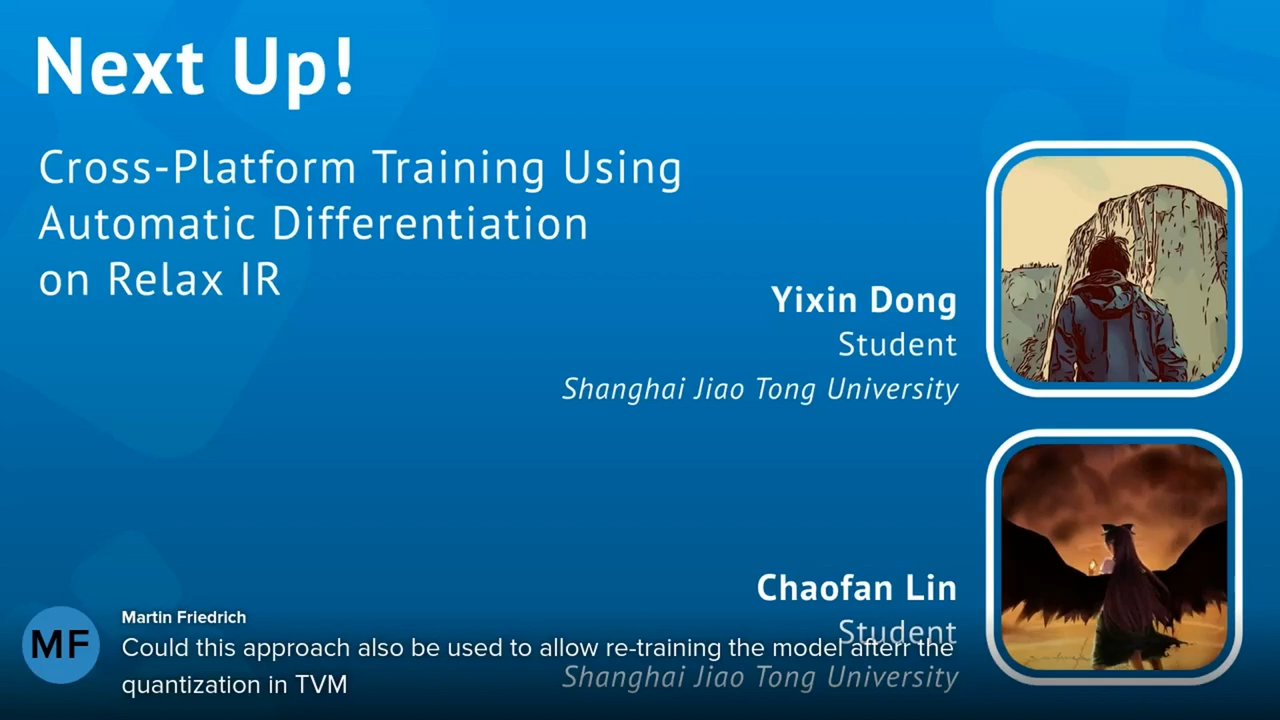 Next Up!
Cross-Platform Training Using
Automatic Differentiation
on Relax IR
Yixin Dong
Student
Shanghai Jiao Tong University
Chaofan Lin
Student
Shanghai Jiao Tong University
MF
Martin Friedrich
Could this approach also be used to allow re-training the model afterr the
quantization in TVM